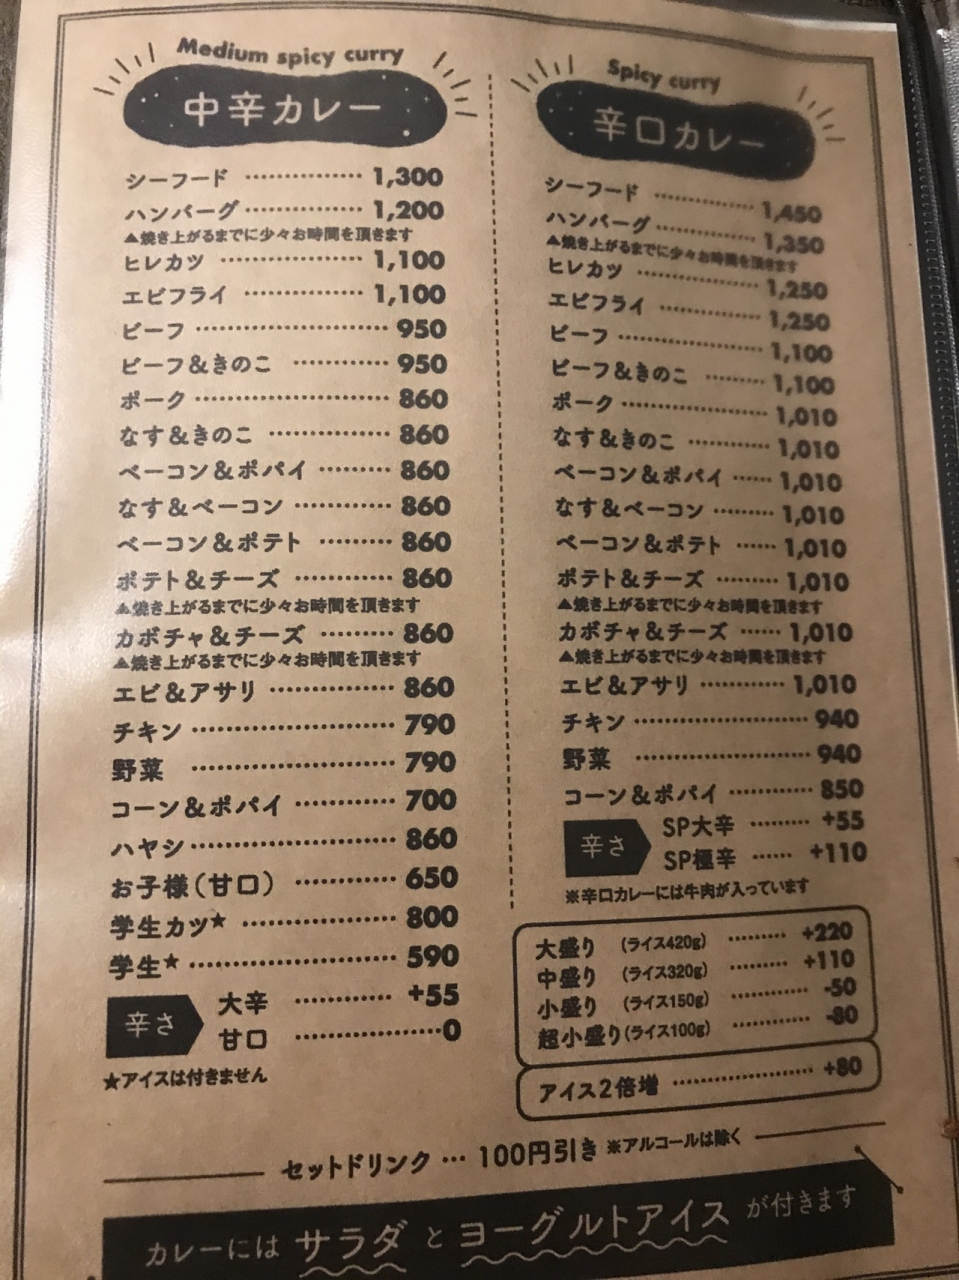 Medium spicy curry
中辛カレー
シーフード ……………… 1,300
ハンバーグ ……………… 1,200
▲焼き上がるまでに少々お時間を頂きます
ヒレカツ ……………… 1,100
エビフライ ……………… 1,100
ビーフ ……………… 950
ビーフ&きのこ ……………… 950
ポーク ……………… 860
なす&きのこ ……………… 860
ベーコン&ポパイ ………… 860
なす&ベーコン ………… 860
ベーコン&ポテト ………… 860
ポテト&チーズ ………… 860
▲焼き上がるまでに少々お時間を頂きます
カボチャ&チーズ ……… 860
▲焼き上がるまでに少々お時間を頂きます
エビ&アサリ ………… 860
チキン ……………… 790
野菜 ……………… 790
コーン&ポパイ ………… 700
ハヤシ ……………… 860
お子様(甘口) ………… 650
学生カツ★ ……………… 800
学生★ ……………… 590
辛さ
大辛 ………… +55
甘口 ……………… 0
★アイスは付きません
Spicy curry
辛口カレー
シーフード ………… 1,450
ハンバーグ ………… 1,350
▲焼き上がるまでに少々お時間を頂きます
ヒレカツ ………… 1,250
エビフライ ………… 1,250
ビーフ ……………… 1,100
ビーフ&きのこ ……… 1,100
ポーク ……………… 1,010
なす&きのこ ……… 1,010
ベーコン&ポパイ …… 1,010
なす&ベーコン ……… 1,010
ベーコン&ポテト …… 1,010
ポテト&チーズ ……… 1,010
▲焼き上がるまでに少々お時間を頂きます
カボチャ&チーズ …… 1,010
▲焼き上がるまでに少々お時間を頂きます
エビ&アサリ ………… 1,010
チキン ……………… 940
野菜 ……………… 940
コーン&ポパイ ………… 850
辛さ
SP大辛 ……… +55
SP極辛 …… +110
※辛口カレーには牛肉が入っています
大盛り (ライス420g) ……… +220
中盛り (ライス320g) ……… +110
小盛り (ライス150g) ……… -50
超小盛り(ライス100g) ……… -80
アイス2倍増 ……………… +80
セットドリンク … 100円引き ※アルコールは除く
カレーには サラダ と ヨーグルトアイス が付きます